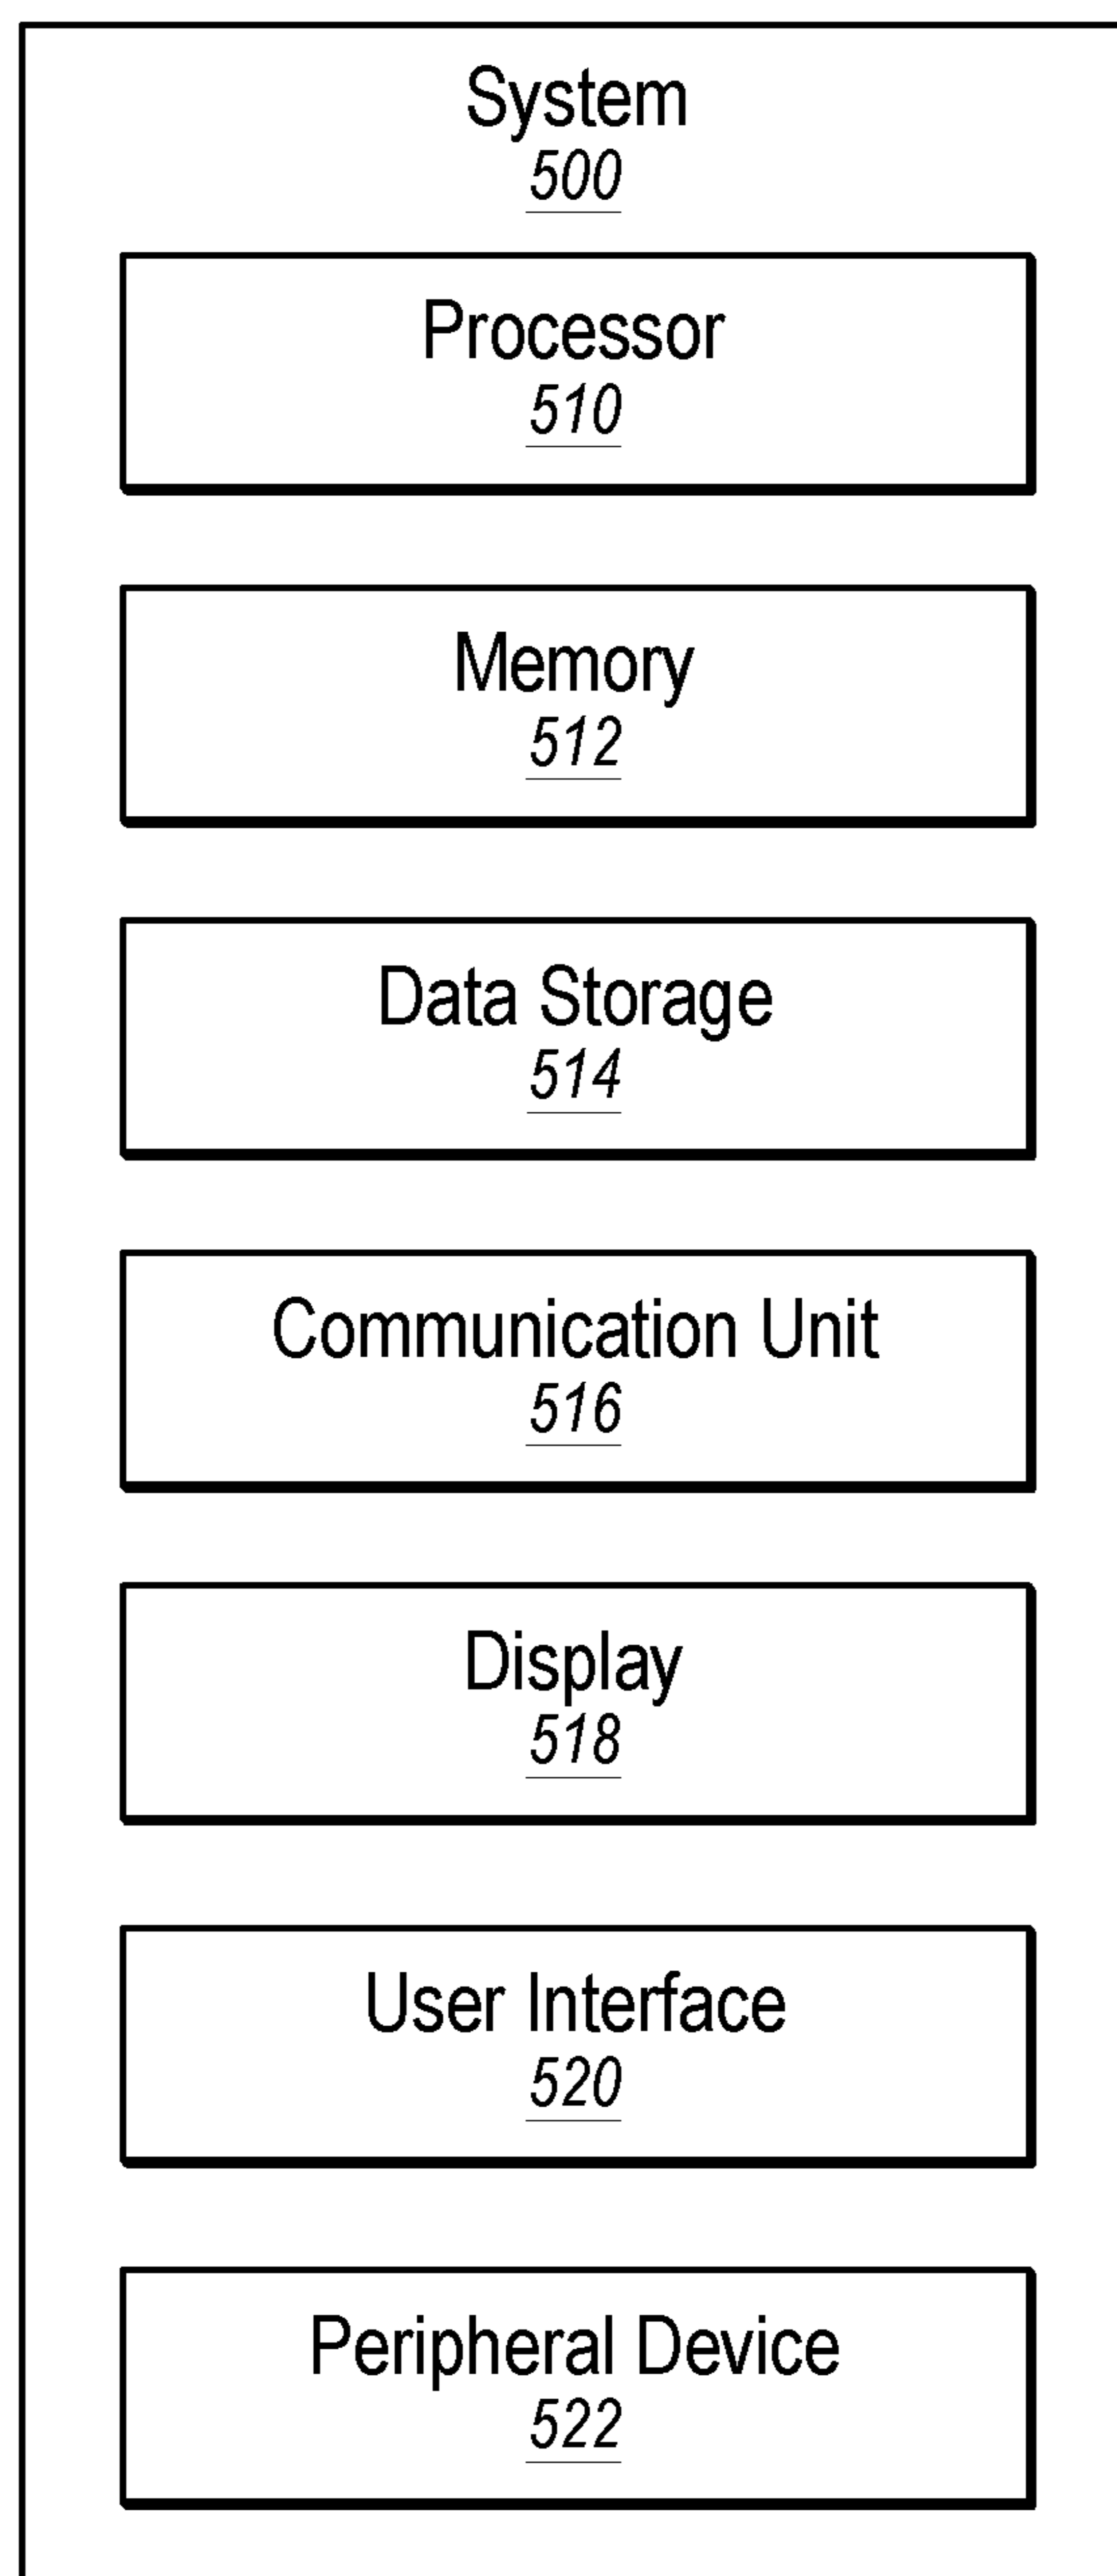 System
500
Processor
510
Memory
512
Data Storage
514
Communication Unit
516
Display
518
User Interface
520
Peripheral Device
522